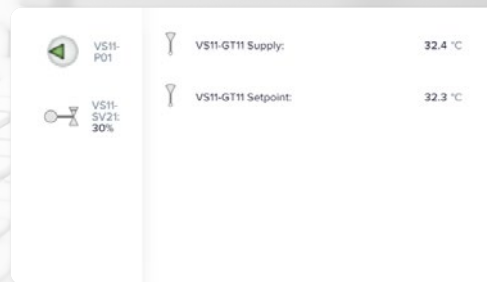 VS11-
P01
VS11-
SV21:
30%
VS11-GT11 Supply: 32.4 °C
VS11-GT11 Setpoint: 32.3 °C